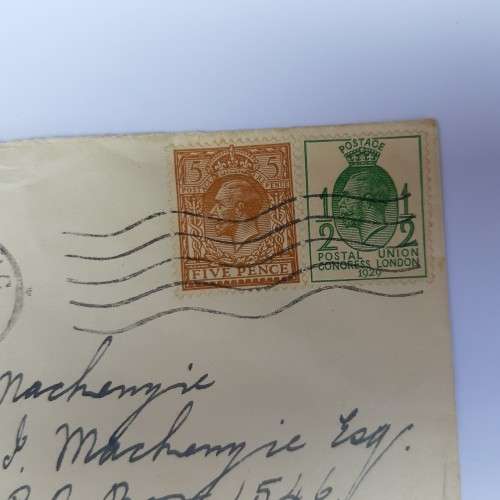 5 5
POSTAGE
FIVE PENCE
POSTAGE
1/2 1/2
POSTAL UNION
CONGRESS LONDON
1929
Mackenzie
J. Mackenzie Esq.
P.O. Box 1546